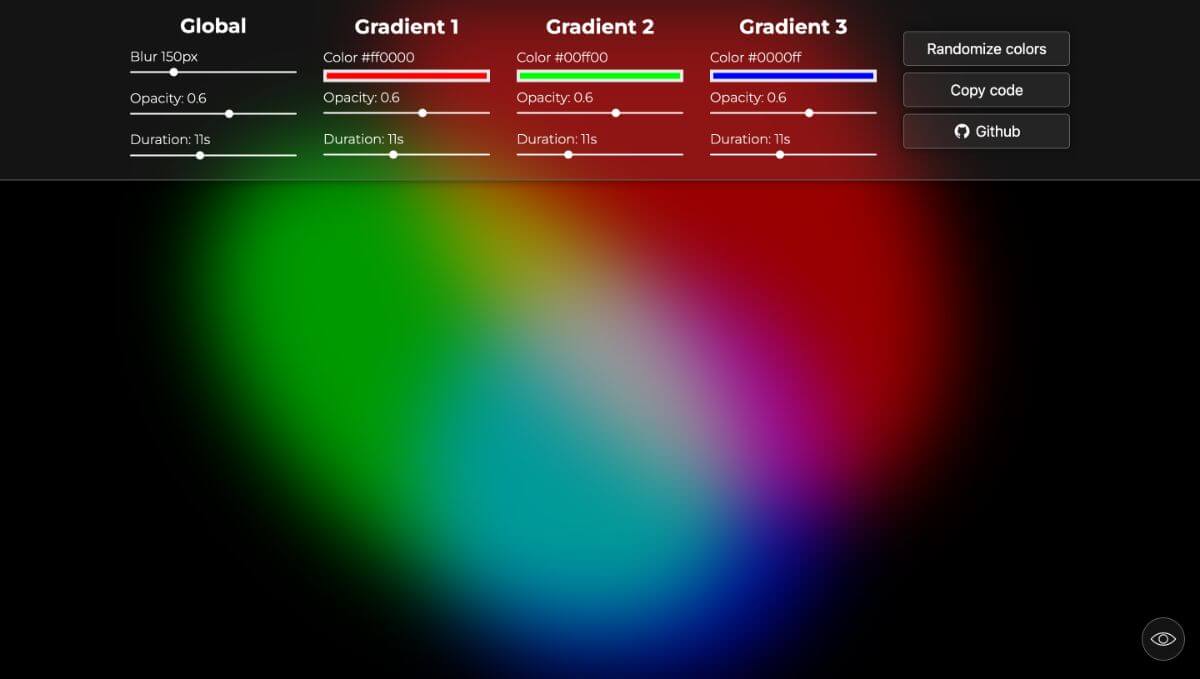 Global
Blur 150px
Opacity: 0.6
Duration: 11s
Gradient 1
Color #ff0000
Opacity: 0.6
Duration: 11s
Gradient 2
Color #00ff00
Opacity: 0.6
Duration: 11s
Gradient 3
Color #0000ff
Opacity: 0.6
Duration: 11s
Randomize colors
Copy code
Github